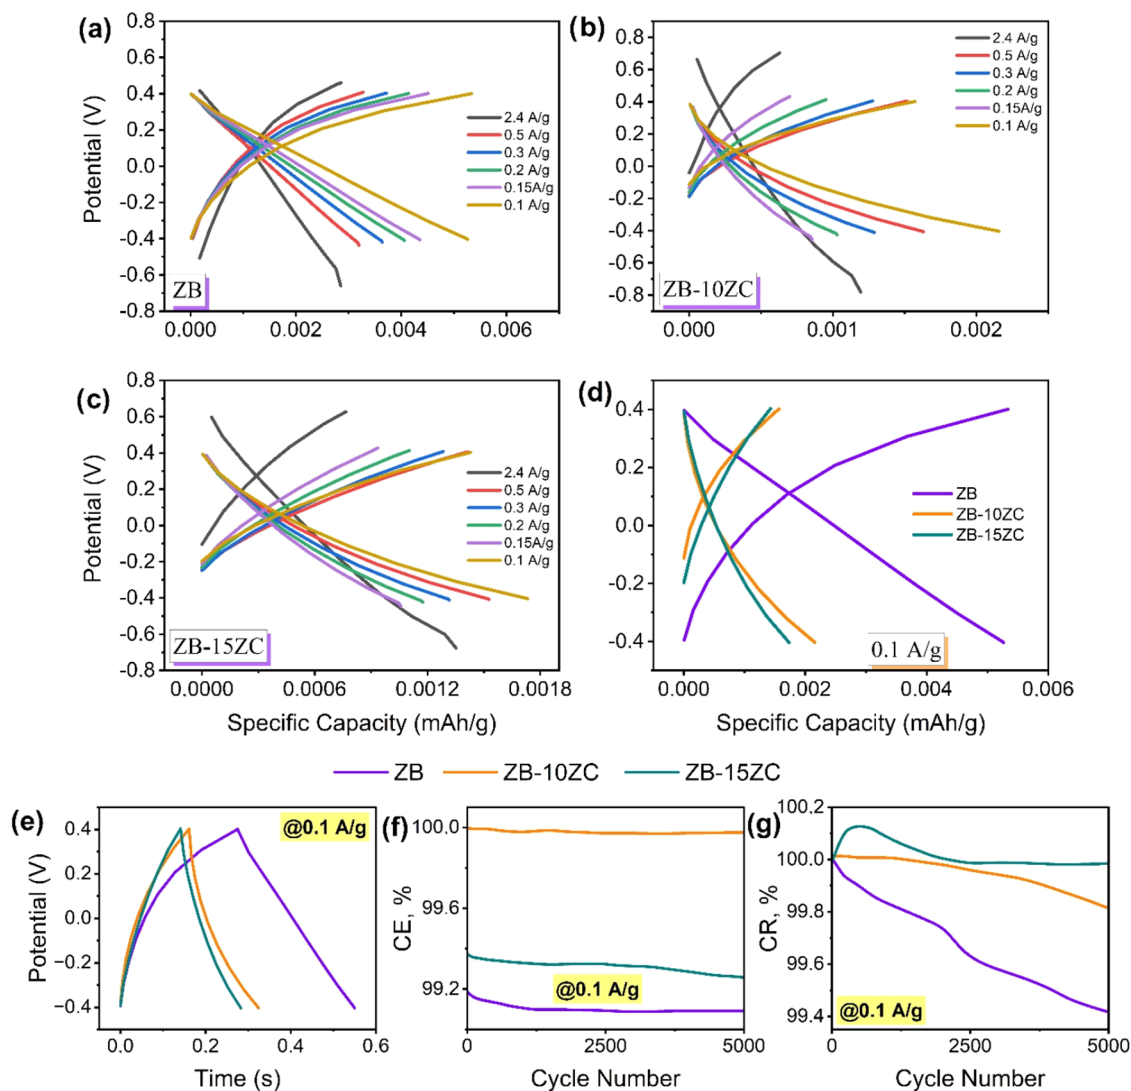 (a)
0.8
0.6
0.4
0.2
0.0
-0.2
-0.4
-0.6
-0.8
Potential (V)
2.4 A/g
0.5 A/g
0.3 A/g
0.2 A/g
0.15A/g
0.1 A/g
ZB
0.000 0.002 0.004 0.006
(b)
0.8
0.6
0.4
0.2
0.0
-0.2
-0.4
-0.6
-0.8
2.4 A/g
0.5 A/g
0.3 A/g
0.2 A/g
0.15A/g
0.1 A/g
ZB-10ZC
0.000 0.001 0.002
(c)
0.8
0.6
0.4
0.2
0.0
-0.2
-0.4
-0.6
-0.8
Potential (V)
2.4 A/g
0.5 A/g
0.3 A/g
0.2 A/g
0.15A/g
0.1 A/g
ZB-15ZC
0.0000 0.0006 0.0012 0.0018
Specific Capacity (mAh/g)
(d)
0.4
0.2
0.0
-0.2
-0.4
ZB
ZB-10ZC
ZB-15ZC
0.1 A/g
0.000 0.002 0.004 0.006
Specific Capacity (mAh/g)
ZB ZB-10ZC ZB-15ZC
(e)
@0.1 A/g
0.4
0.2
0.0
−0.2
−0.4
Potential (V)
0.0 0.2 0.4 0.6
Time (s)
(f)
100.0
99.6
99.2
CE, %
@0.1 A/g
0 2500 5000
Cycle Number
(g)
100.2
100.0
99.8
99.6
99.4
CR, %
@0.1 A/g
0 2500 5000
Cycle Number